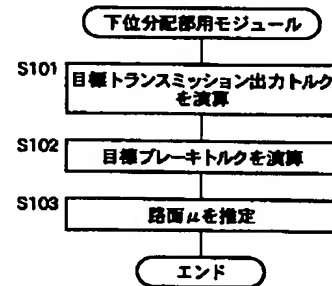 下位分配部用モジュール
S101
目標トランスミッション出力トルク
を演算
S102
目標ブレーキトルクを演算
S103
路面μを推定
エンド